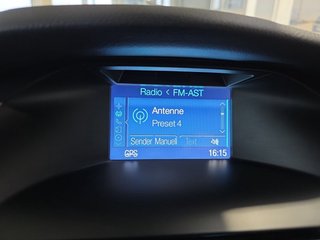 Radio < FM-AST
Antenne
Preset 4
Sender Manuell Text
GPS 16:15